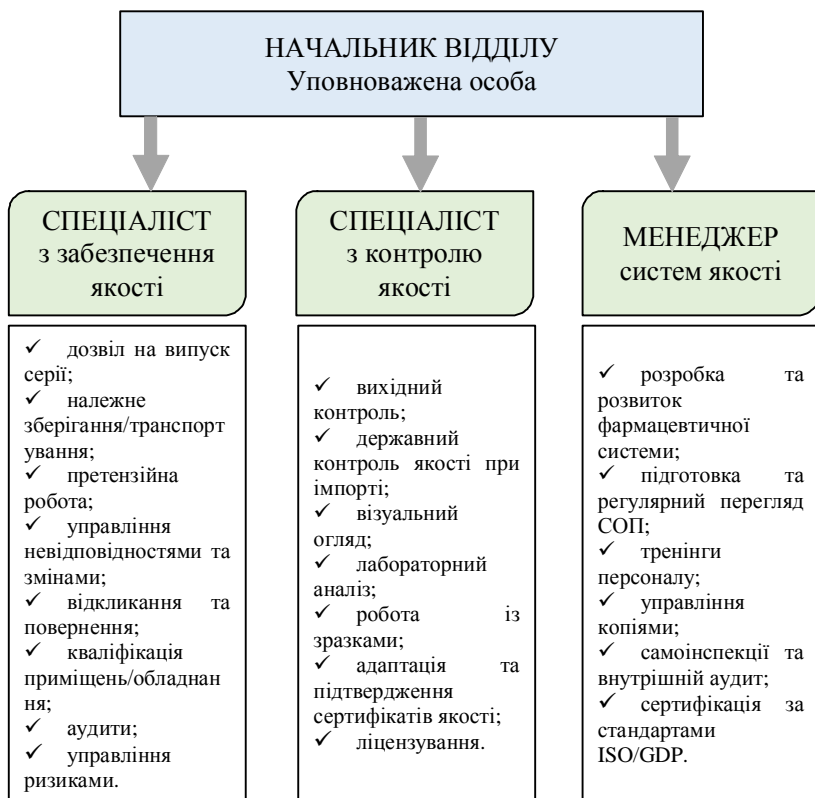 НАЧАЛЬНИК ВІДДІЛУ
Уповноважена особа
СПЕЦІАЛІСТ
з забезпечення
якості
✓ дозвіл на випуск
серії;
✓ належне
зберігання/транспорт
ування;
✓ претензійна
робота;
✓ управління
невідповідностями та
змінами;
✓ відкликання та
повернення;
✓ кваліфікація
приміщень/обладнан
ня;
✓ аудити;
✓ управління
ризиками.
СПЕЦІАЛІСТ
з контролю
якості
✓ вихідний
контроль;
✓ державний
контроль якості при
імпорті;
✓ візуальний
огляд;
✓ лабораторний
аналіз;
✓ робота із
зразками;
✓ адаптація та
підтвердження
сертифікатів якості;
✓ ліцензування.
МЕНЕДЖЕР
систем якості
✓ розробка та
розвиток
фармацевтичної
системи;
✓ підготовка та
регулярний перегляд
СОП;
✓ тренінги
персоналу;
✓ управління
копіями;
✓ самоінспекції та
внутрішній аудит;
✓ сертифікація за
стандартами
ISO/GDP.